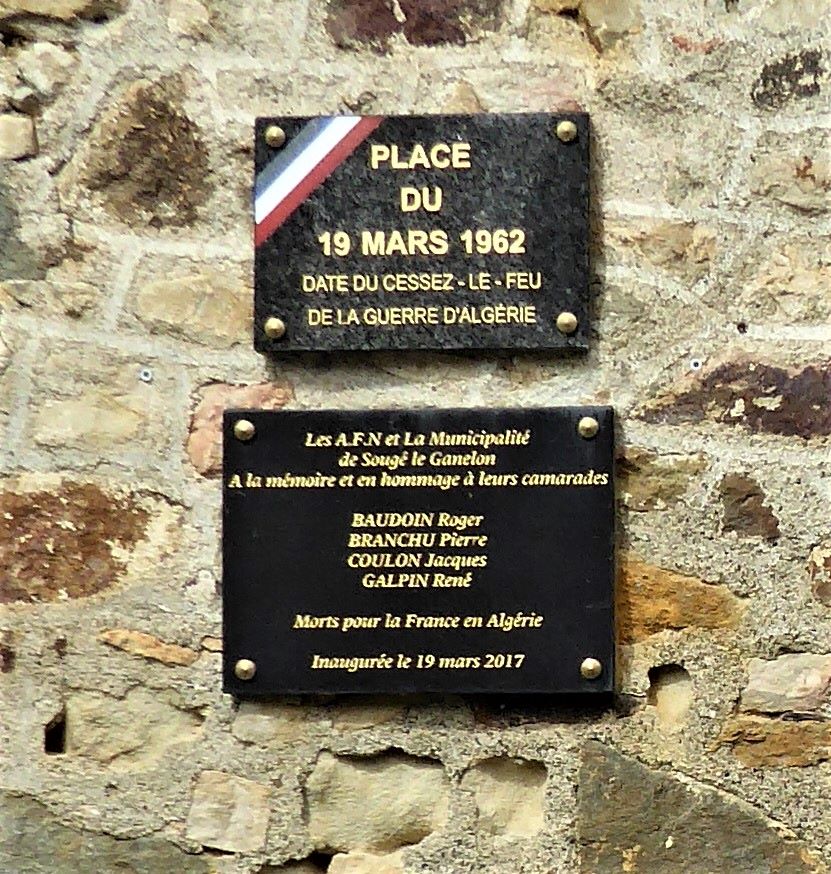 PLACE
DU
19 MARS 1962
DATE DU CESSEZ - LE - FEU
DE LA GUERRE D'ALGÉRIE
Les A.F.N et La Municipalité
de Sougé le Ganelon
A la mémoire et en hommage à leurs camarades
BAUDOIN Roger
BRANCHU Pierre
COULON Jacques
GALPIN René
Morts pour la France en Algérie
Inaugurée le 19 mars 2017